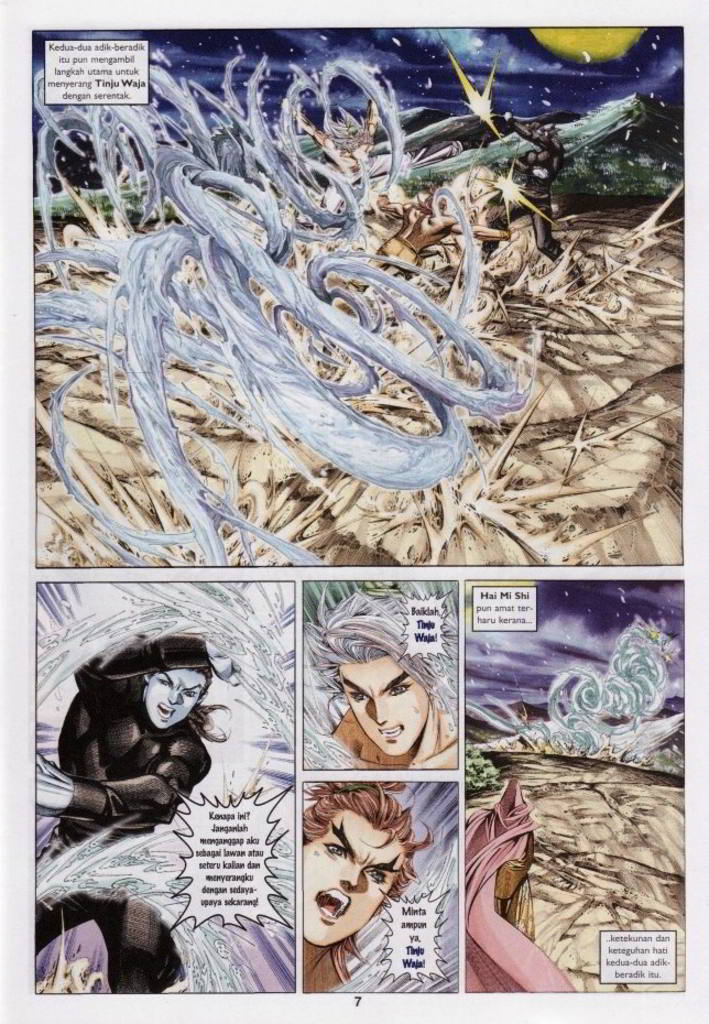 Kedua-dua adik-beradik
itu pun mengambil
langkah utama untuk
menyerang Tinju Waja
dengan serentak.
Kenapa ini?
Janganlah
menganggap aku
sebagai lawan atau
seteru kalian dan
menyerangku
dengan sedaya-
upaya sekarang!
Baiklah,
Tinju
Waja!
Minta
ampun
ya,
Tinju
Waja!
Hai Mi Shi
pun amat ter-
haru kerana...
..ketekunan dan
keteguhan hati
kedua-dua adik-
beradik itu.
7